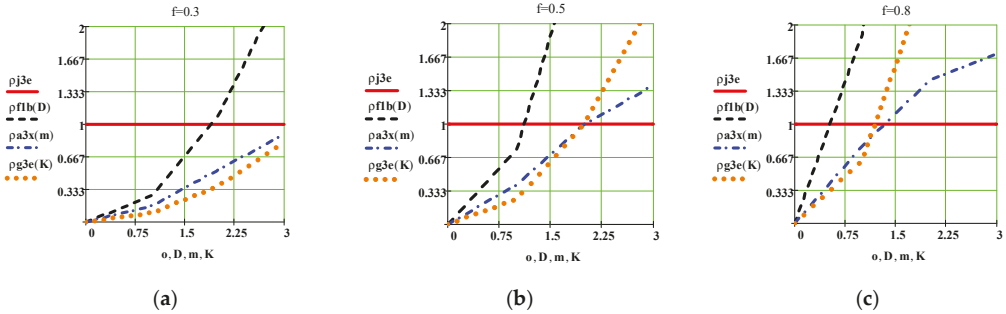 f=0.3
2
1.667
1.333
1
0.667
0.333
ρj3e
ρf1b(D)
ρa3x(m)
ρg3e(K)
0 0.75 1.5 2.25 3
o, D, m, K
(a)
f=0.5
2
1.667
1.333
1
0.667
0.333
ρj3e
ρf1b(D)
ρa3x(m)
ρg3e(K)
0 0.75 1.5 2.25 3
o, D, m, K
(b)
f=0.8
2
1.667
1.333
1
0.667
0.333
ρj3e
ρf1b(D)
ρa3x(m)
ρg3e(K)
0 0.75 1.5 2.25 3
o, D, m, K
(c)